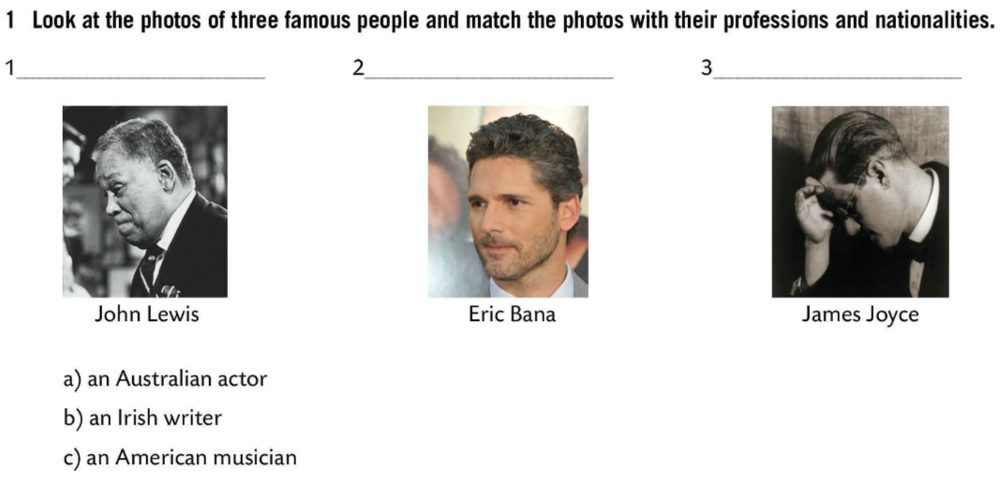 1 Look at the photos of three famous people and match the photos with their professions and nationalities.
1 2 3
John Lewis Eric Bana James Joyce
a) an Australian actor
b) an Irish writer
c) an American musician